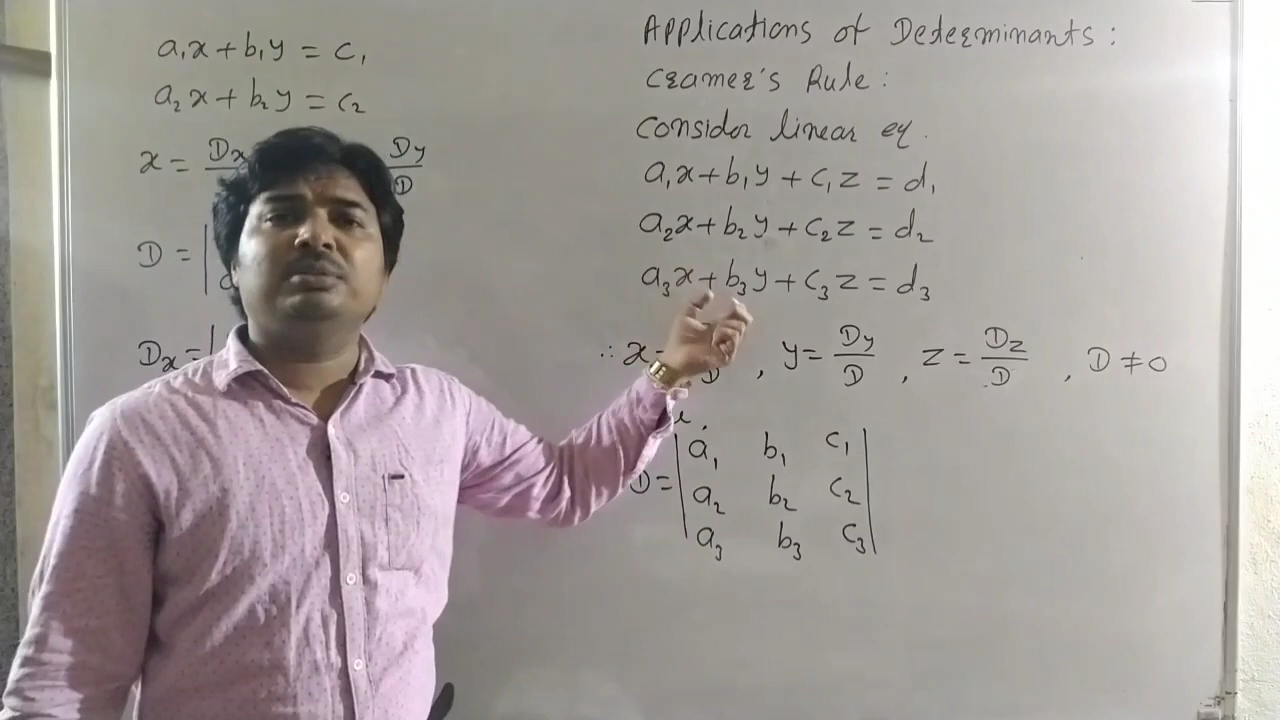 a₁x + b₁y = c₁
a₂x + b₂y = c₂
x = Dx Dy/D
D = |
Dx = |
Applications of Determinants :
Cramer's Rule :
Consider linear eq.
a₁x + b₁y + c₁z = d₁
a₂x + b₂y + c₂z = d₂
a₃x + b₃y + c₃z = d₃
∴ x = D , y = Dy/D , z = Dz/D , D ≠ 0
D = | a₁ b₁ c₁ |
a₂ b₂ c₂
a₃ b₃ c₃